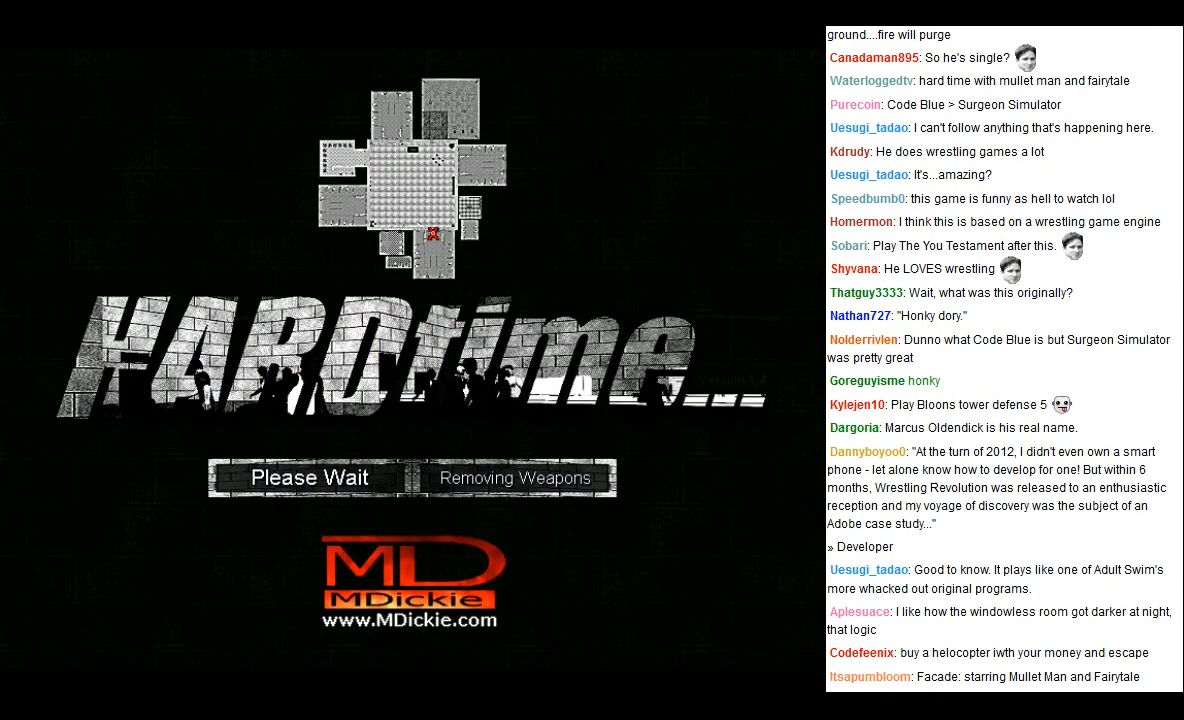 HARDtime...
Version 1.4
Please Wait
Removing Weapons
MD
MDickie
www.MDickie.com
ground....fire will purge
Canadaman895: So he's single?
Waterloggedtv: hard time with mullet man and fairytale
Purecoin: Code Blue > Surgeon Simulator
Uesugi_tadao: I can't follow anything that's happening here.
Kdrudy: He does wrestling games a lot
Uesugi_tadao: It's...amazing?
Speedbumb0: this game is funny as hell to watch lol
Homermon: I think this is based on a wrestling game engine
Sobari: Play The You Testament after this.
Shyvana: He LOVES wrestling
Thatguy3333: Wait, what was this originally?
Nathan727: "Honky dory."
Nolderrivlen: Dunno what Code Blue is but Surgeon Simulator
was pretty great
Goreguyisme honky
Kylejen10: Play Bloons tower defense 5
Dargoria: Marcus Oldendick is his real name.
Dannyboyoo0: "At the turn of 2012, I didn't even own a smart
phone - let alone know how to develop for one! But within 6
months, Wrestling Revolution was released to an enthusiastic
reception and my voyage of discovery was the subject of an
Adobe case study..."
» Developer
Uesugi_tadao: Good to know. It plays like one of Adult Swim's
more whacked out original programs.
Aplesuace: I like how the windowless room got darker at night,
that logic
Codefeenix: buy a helocopter iwth your money and escape
Itsapumbloom: Facade: starring Mullet Man and Fairytale